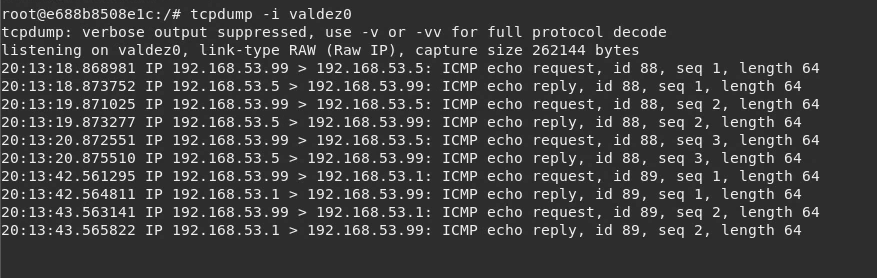 root@e688b8508e1c:/# tcpdump -i valdez0
tcpdump: verbose output suppressed, use -v or -vv for full protocol decode
listening on valdez0, link-type RAW (Raw IP), capture size 262144 bytes
20:13:18.868981 IP 192.168.53.99 > 192.168.53.5: ICMP echo request, id 88, seq 1, length 64
20:13:18.873752 IP 192.168.53.5 > 192.168.53.99: ICMP echo reply, id 88, seq 1, length 64
20:13:19.871025 IP 192.168.53.99 > 192.168.53.5: ICMP echo request, id 88, seq 2, length 64
20:13:19.873277 IP 192.168.53.5 > 192.168.53.99: ICMP echo reply, id 88, seq 2, length 64
20:13:20.872551 IP 192.168.53.99 > 192.168.53.5: ICMP echo request, id 88, seq 3, length 64
20:13:20.875510 IP 192.168.53.5 > 192.168.53.99: ICMP echo reply, id 88, seq 3, length 64
20:13:42.561295 IP 192.168.53.99 > 192.168.53.1: ICMP echo request, id 89, seq 1, length 64
20:13:42.564811 IP 192.168.53.1 > 192.168.53.99: ICMP echo reply, id 89, seq 1, length 64
20:13:43.563141 IP 192.168.53.99 > 192.168.53.1: ICMP echo request, id 89, seq 2, length 64
20:13:43.565822 IP 192.168.53.1 > 192.168.53.99: ICMP echo reply, id 89, seq 2, length 64